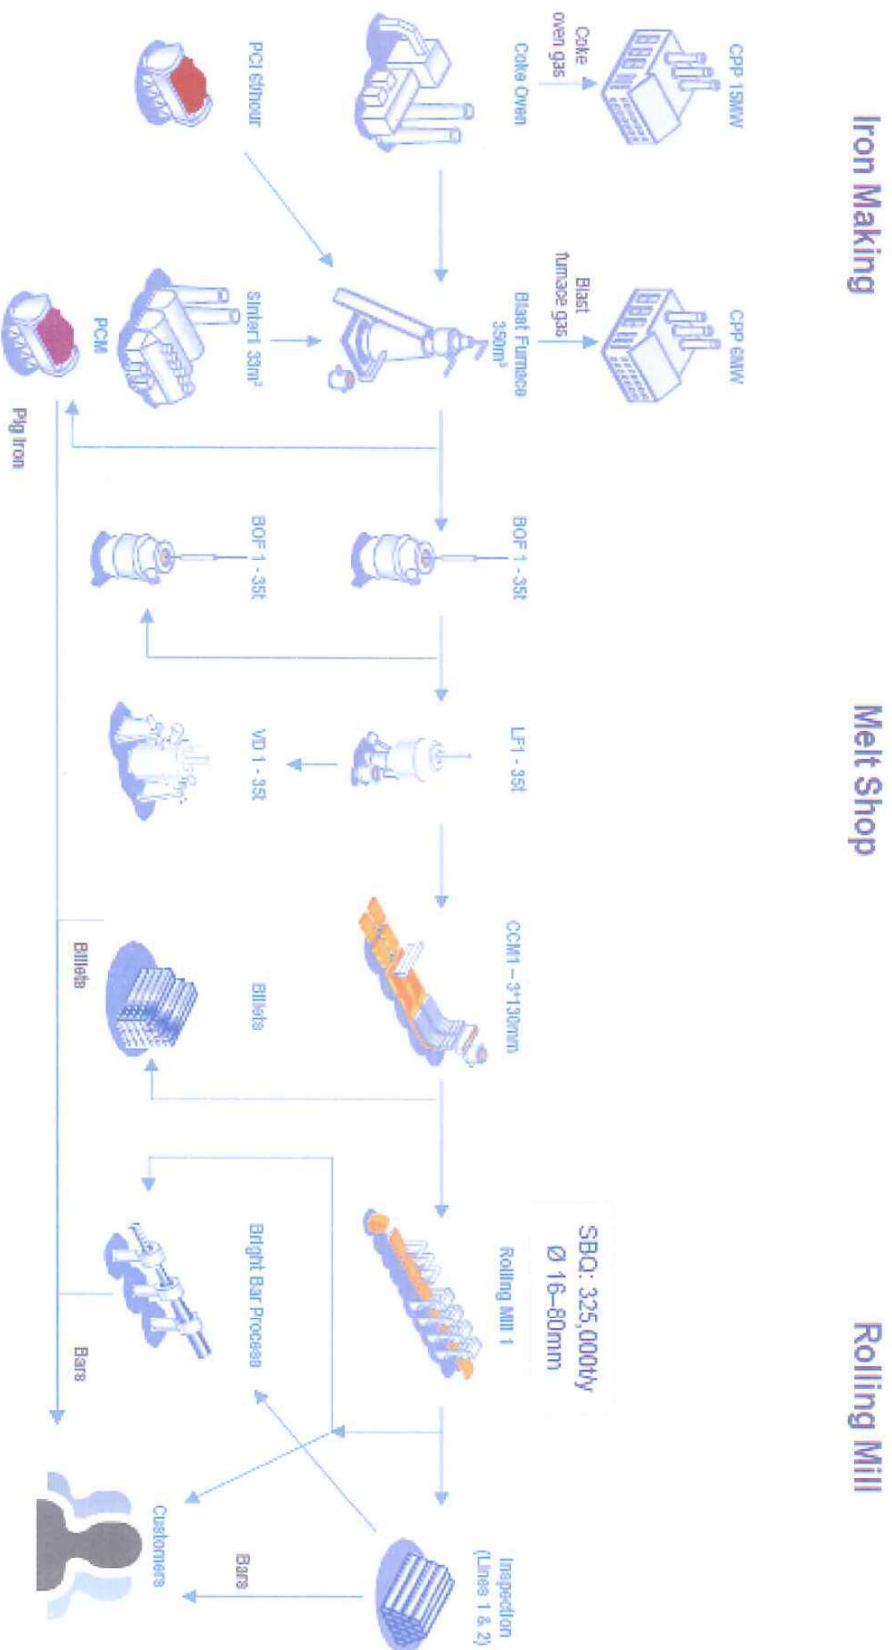 Iron Making
Melt Shop
Rolling Mill
CPP 15MW
CPP 6MW
Coke
oven gas
Blast
furnace gas
SBQ: 325,000t/y
Ø 16–80mm
Coke Oven
Blast Furnace
350m³
BOF 1 - 35t
LF1 - 35t
CCM1 – 3*130mm
Rolling Mill 1
Inspection
(Lines 1 & 2)
PCI 6t/hour
Sinter1 33m²
BOF 1 - 35t
VD 1 - 35t
Billets
Bright Bar Process
Bars
Customers
PCM
Billets
Bars
Pig Iron